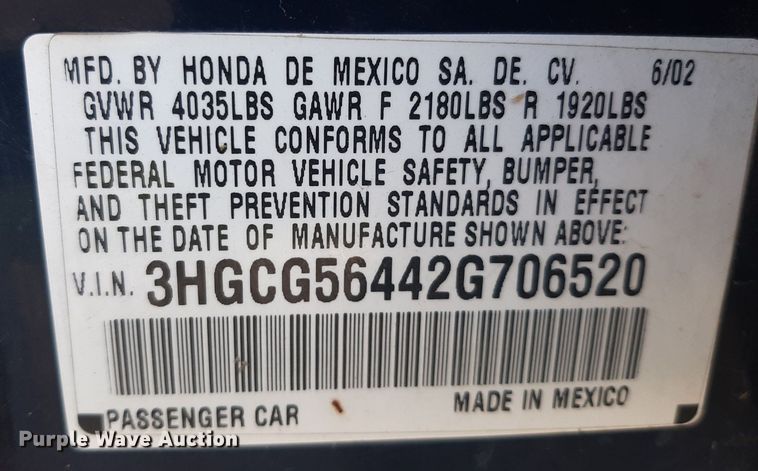 MFD. BY HONDA DE MEXICO SA. DE. CV. 6/02
GVWR 4035LBS GAWR F 2180LBS R 1920LBS
THIS VEHICLE CONFORMS TO ALL APPLICABLE
FEDERAL MOTOR VEHICLE SAFETY, BUMPER,
AND THEFT PREVENTION STANDARDS IN EFFECT
ON THE DATE OF MANUFACTURE SHOWN ABOVE:
V.I.N. 3HGCG56442G706520
PASSENGER CAR MADE IN MEXICO
Purple Wave Auction